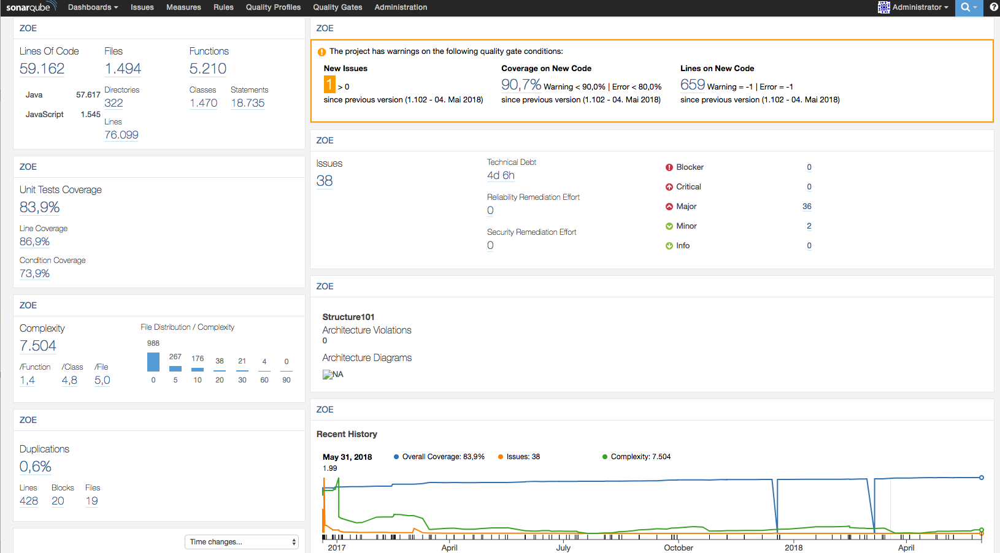 sonarqube Dashboards Issues Measures Rules Quality Profiles Quality Gates Administration Administrator ?
ZOE
Lines Of Code Files Functions
59.162 1.494 5.210
Java 57.617
JavaScript 1.545
Directories
322
Lines
76.099
Classes Statements
1.470 18.735
ZOE
Unit Tests Coverage
83,9%
Line Coverage
86,9%
Condition Coverage
73,9%
ZOE
Complexity
7.504
/Function /Class /File
1,4 4,8 5,0
File Distribution / Complexity
988 267 176 38 21 4 0
0 5 10 20 30 60 90
ZOE
Duplications
0,6%
Lines Blocks Files
428 20 19
Time changes...
ZOE
! The project has warnings on the following quality gate conditions:
New Issues
1 > 0
since previous version (1.102 - 04. Mai 2018)
Coverage on New Code
90,7% Warning < 90,0% | Error < 80,0%
since previous version (1.102 - 04. Mai 2018)
Lines on New Code
659 Warning = -1 | Error = -1
since previous version (1.102 - 04. Mai 2018)
ZOE
Issues
38
Technical Debt
4d 6h
Reliability Remediation Effort
0
Security Remediation Effort
0
Blocker 0
Critical 0
Major 36
Minor 2
Info 0
ZOE
Structure101
Architecture Violations
0
Architecture Diagrams
NA
ZOE
Recent History
May 31, 2018 Overall Coverage: 83,9% Issues: 38 Complexity: 7.504
1.99
2017 April July October 2018 April